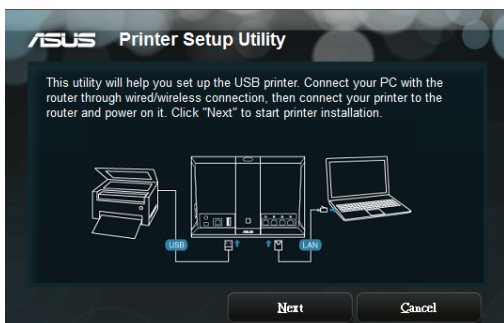 ASUS Printer Setup Utility
This utility will help you set up the USB printer. Connect your PC with the
router through wired/wireless connection, then connect your printer to the
router and power on it. Click "Next" to start printer installation.
ASUS
USB
LAN
Next
Cancel